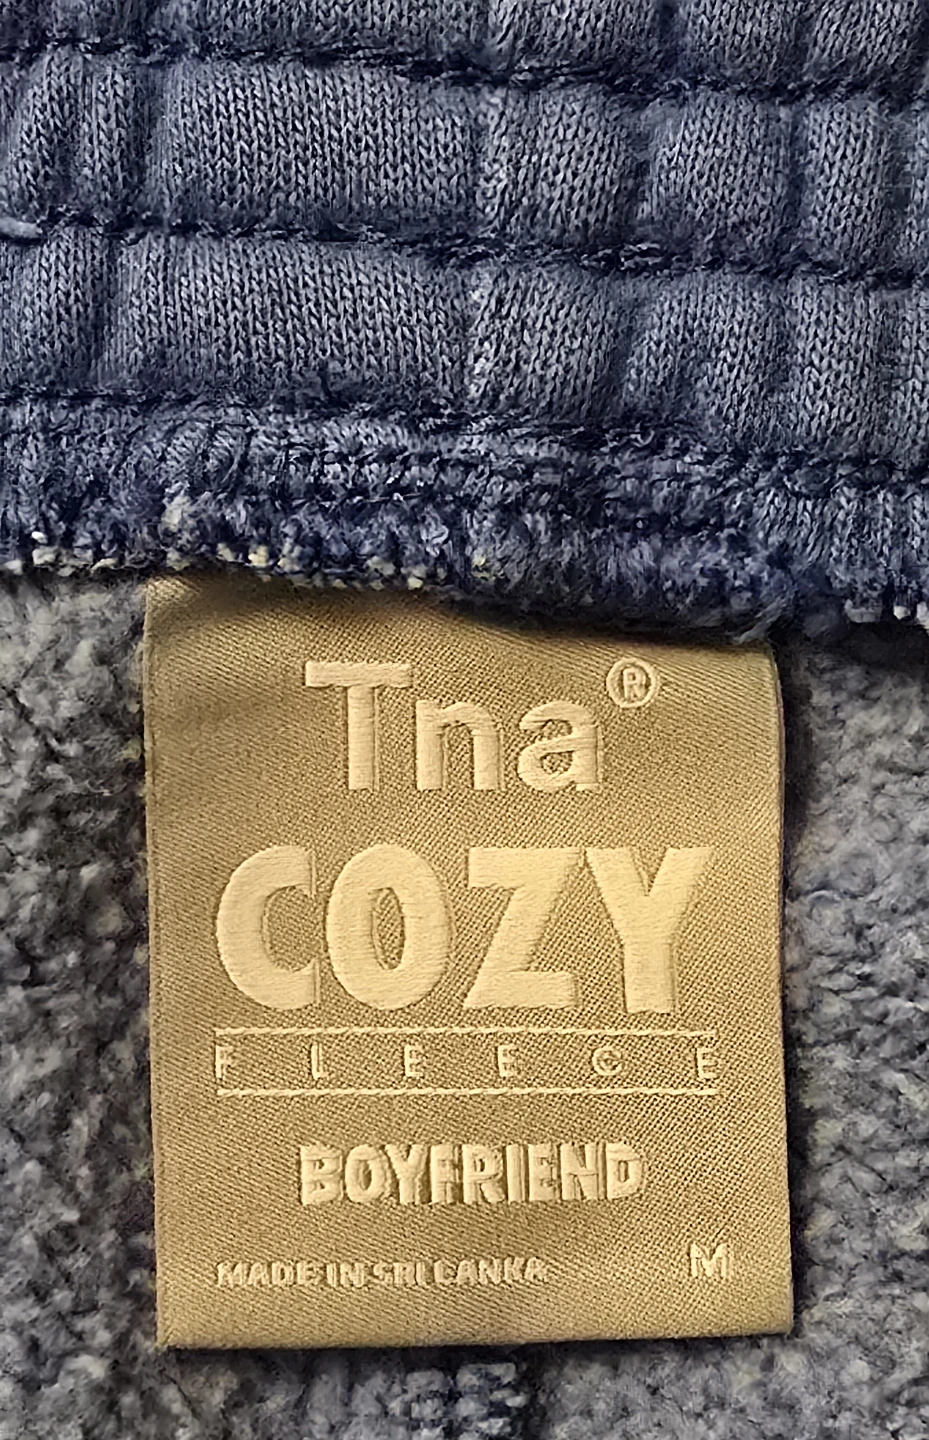 Tna®
COZY
FLEECE
BOYFRIEND
MADE IN SRI LANKA M